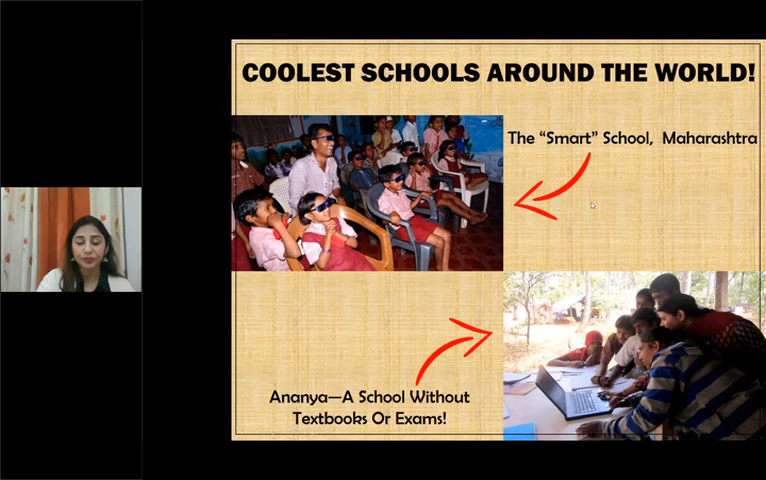 COOLEST SCHOOLS AROUND THE WORLD!
The “Smart” School, Maharashtra
Ananya—A School Without
Textbooks Or Exams!